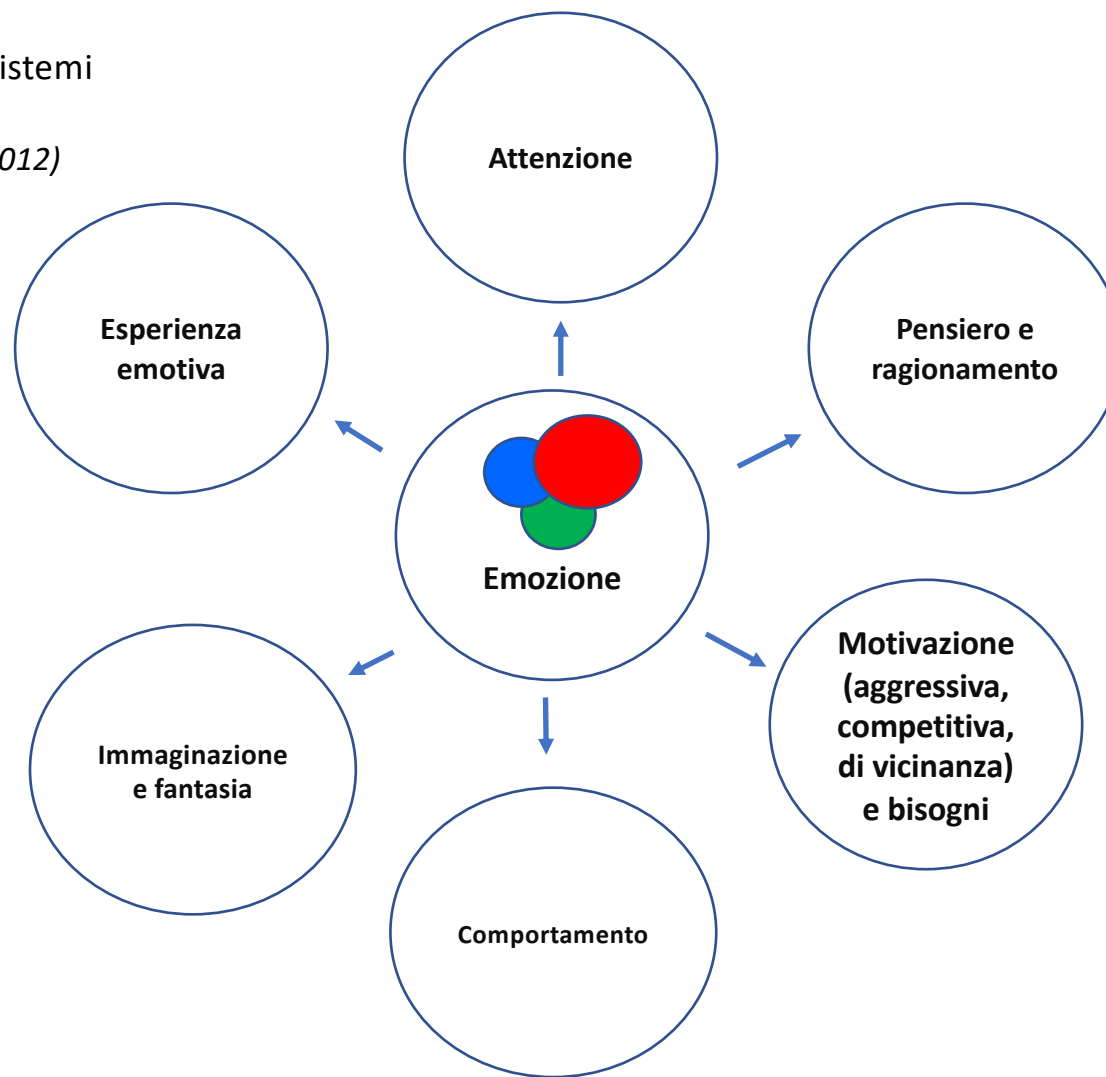 istemi
012)
Attenzione
Esperienza
emotiva
Pensiero e
ragionamento
Emozione
Motivazione
(aggressiva,
competitiva,
di vicinanza)
e bisogni
Immaginazione
e fantasia
Comportamento